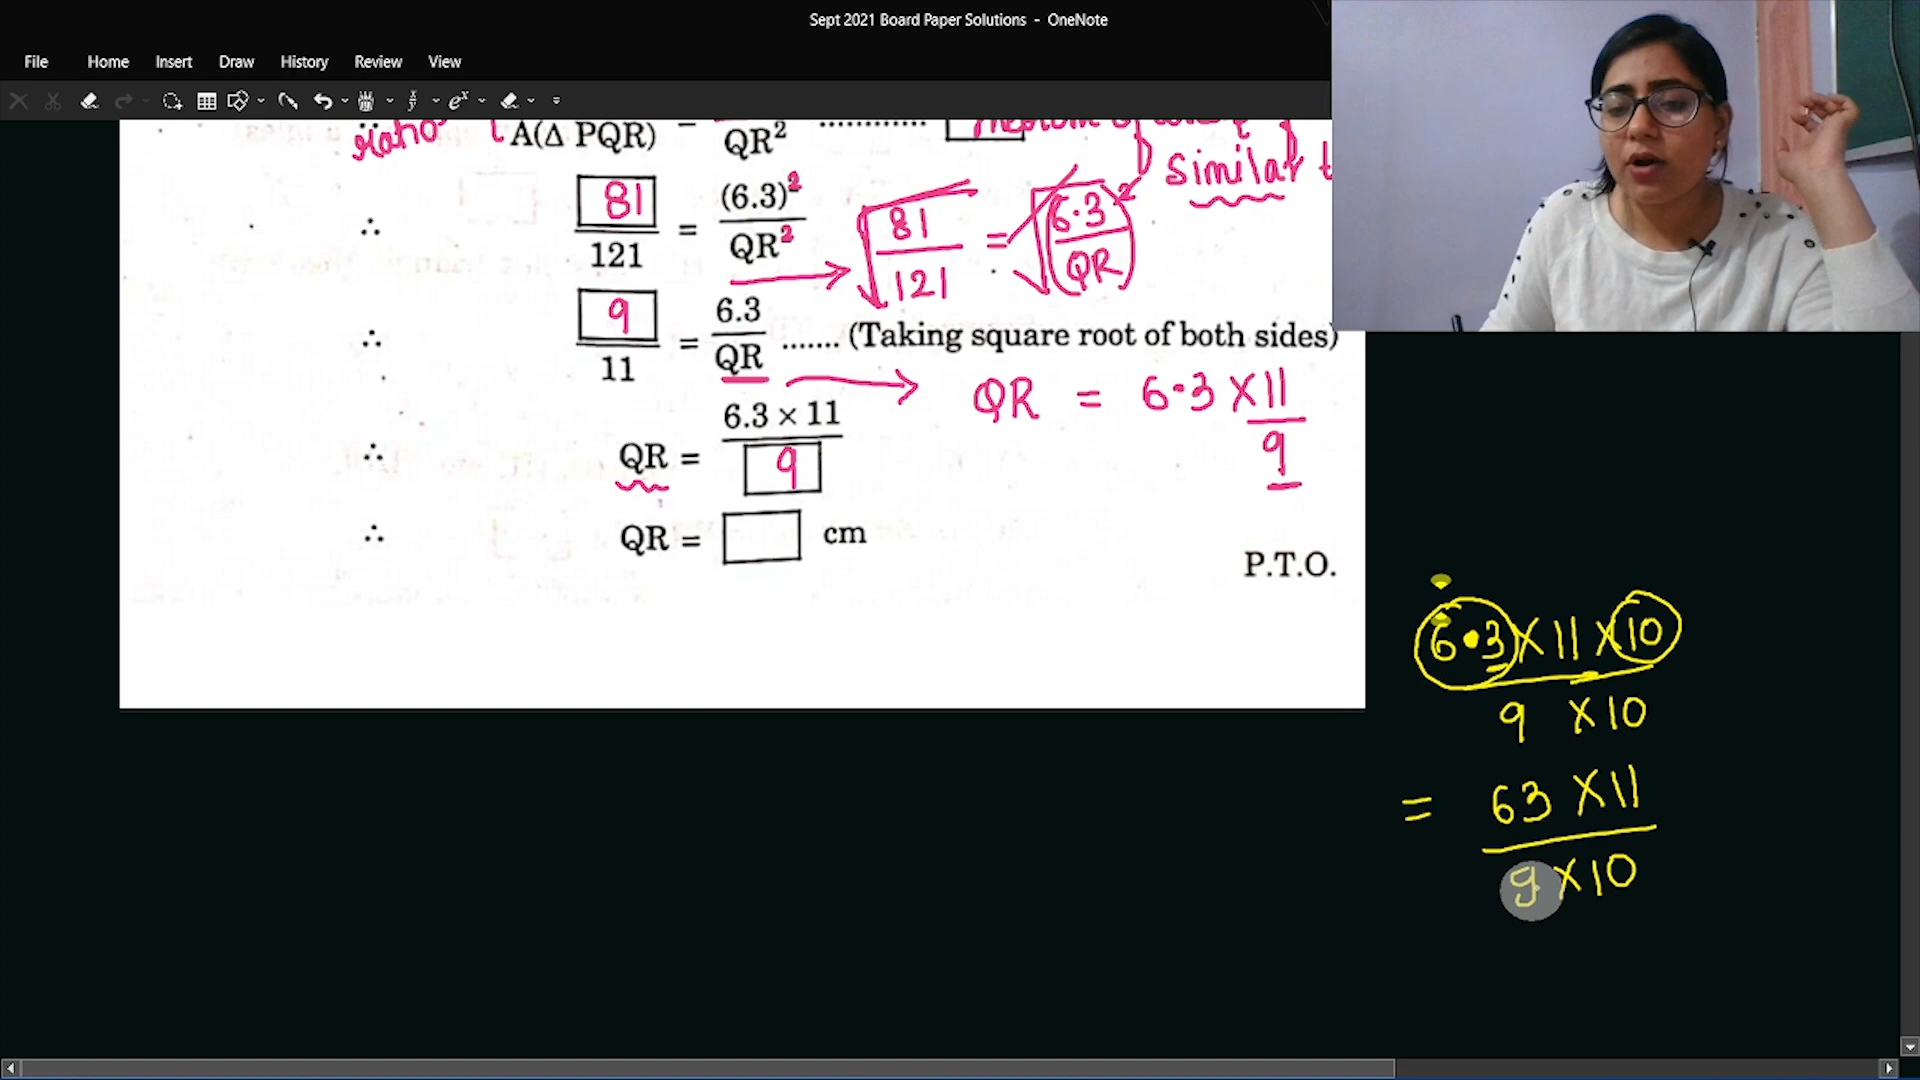 Sept 2021 Board Paper Solutions - OneNote
File Home Insert Draw History Review View
ratio
A(Δ PQR) = QR² ............
similar
∴ 81/121 = (6.3)²/QR²
√(81/121) = √(6.3/QR)²
∴ 9/11 = 6.3/QR ....... (Taking square root of both sides)
QR = 6.3 × 11/9
∴ QR = 6.3 × 11/9
∴ QR = cm
P.T.O.
6.3 × 11 × 10
9 × 10
= 63 × 11
9 × 10